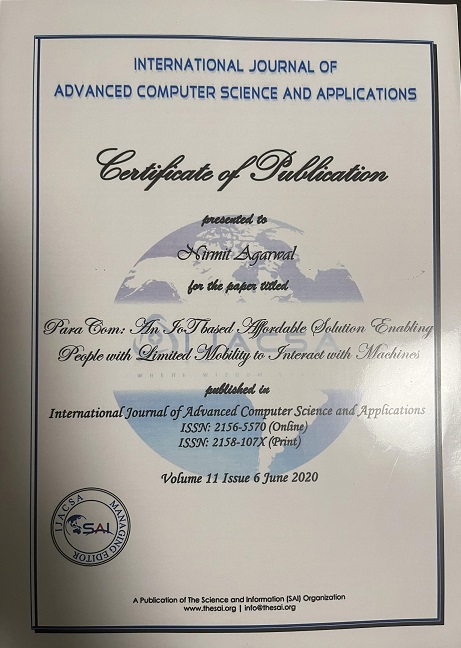 INTERNATIONAL JOURNAL OF
ADVANCED COMPUTER SCIENCE AND APPLICATIONS
Certificate of Publication
presented to
Nirmit Agarwal
for the paper titled
ParaCom: An IoT based Affordable Solution Enabling
People with Limited Mobility to Interact with Machines
IJACSA
published in
International Journal of Advanced Computer Science and Applications
ISSN: 2156-5570 (Online)
ISSN: 2158-107X (Print)
Volume 11 Issue 6 June 2020
IJACSA
SAI
MANAGING EDITOR
A Publication of The Science and Information (SAI) Organization
www.thesai.org | info@thesai.org